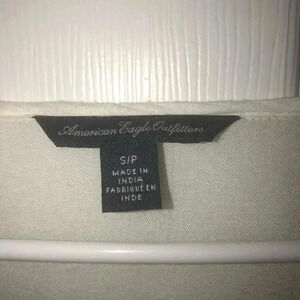 American Eagle Outfitters
S/P
MADE IN
INDIA
FABRIQUÉ EN
INDE